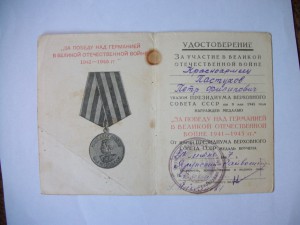 „ЗА ПОБЕДУ НАД ГЕРМАНИЕЙ
В ВЕЛИКОЙ ОТЕЧЕСТВЕННОЙ ВОЙНЕ
1941—1945 гг.“
УДОСТОВЕРЕНИЕ
ЗА УЧАСТИЕ В ВЕЛИКОЙ
ОТЕЧЕСТВЕННОЙ ВОЙНЕ
Красноармеец
Пастухов
Петр
УКАЗОМ ПРЕЗИДИУМА ВЕРХОВНОГО
СОВЕТА СССР от 9 мая 1945 года
НАГРАЖДЕН МЕДАЛЬЮ
„ЗА ПОБЕДУ НАД ГЕРМАНИЕЙ
В ВЕЛИКОЙ ОТЕЧЕСТВЕННОЙ
ВОЙНЕ 1941—1945 гг.“
От имени ПРЕЗИДИУМА ВЕРХОВНОГО
СОВЕТА СССР МЕДАЛЬ ВРУЧЕНА